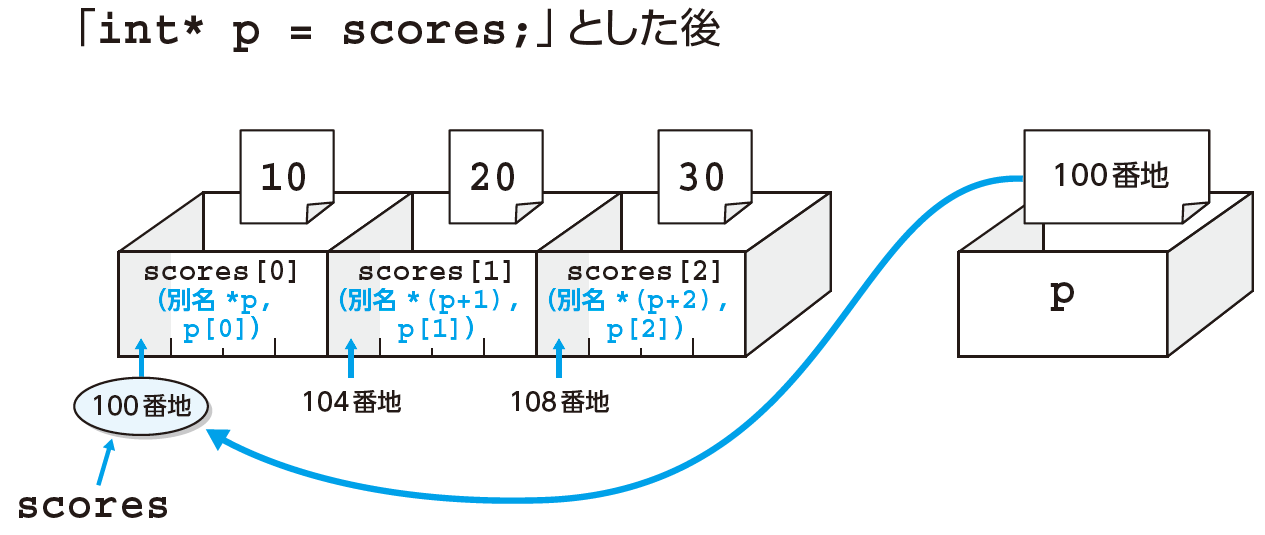 「int* p = scores;」とした後
10
20
30
100番地
scores[0]
(別名 *p,
p[0])
scores[1]
(別名 *(p+1),
p[1])
scores[2]
(別名 *(p+2),
p[2])
p
100番地
104番地
108番地
scores